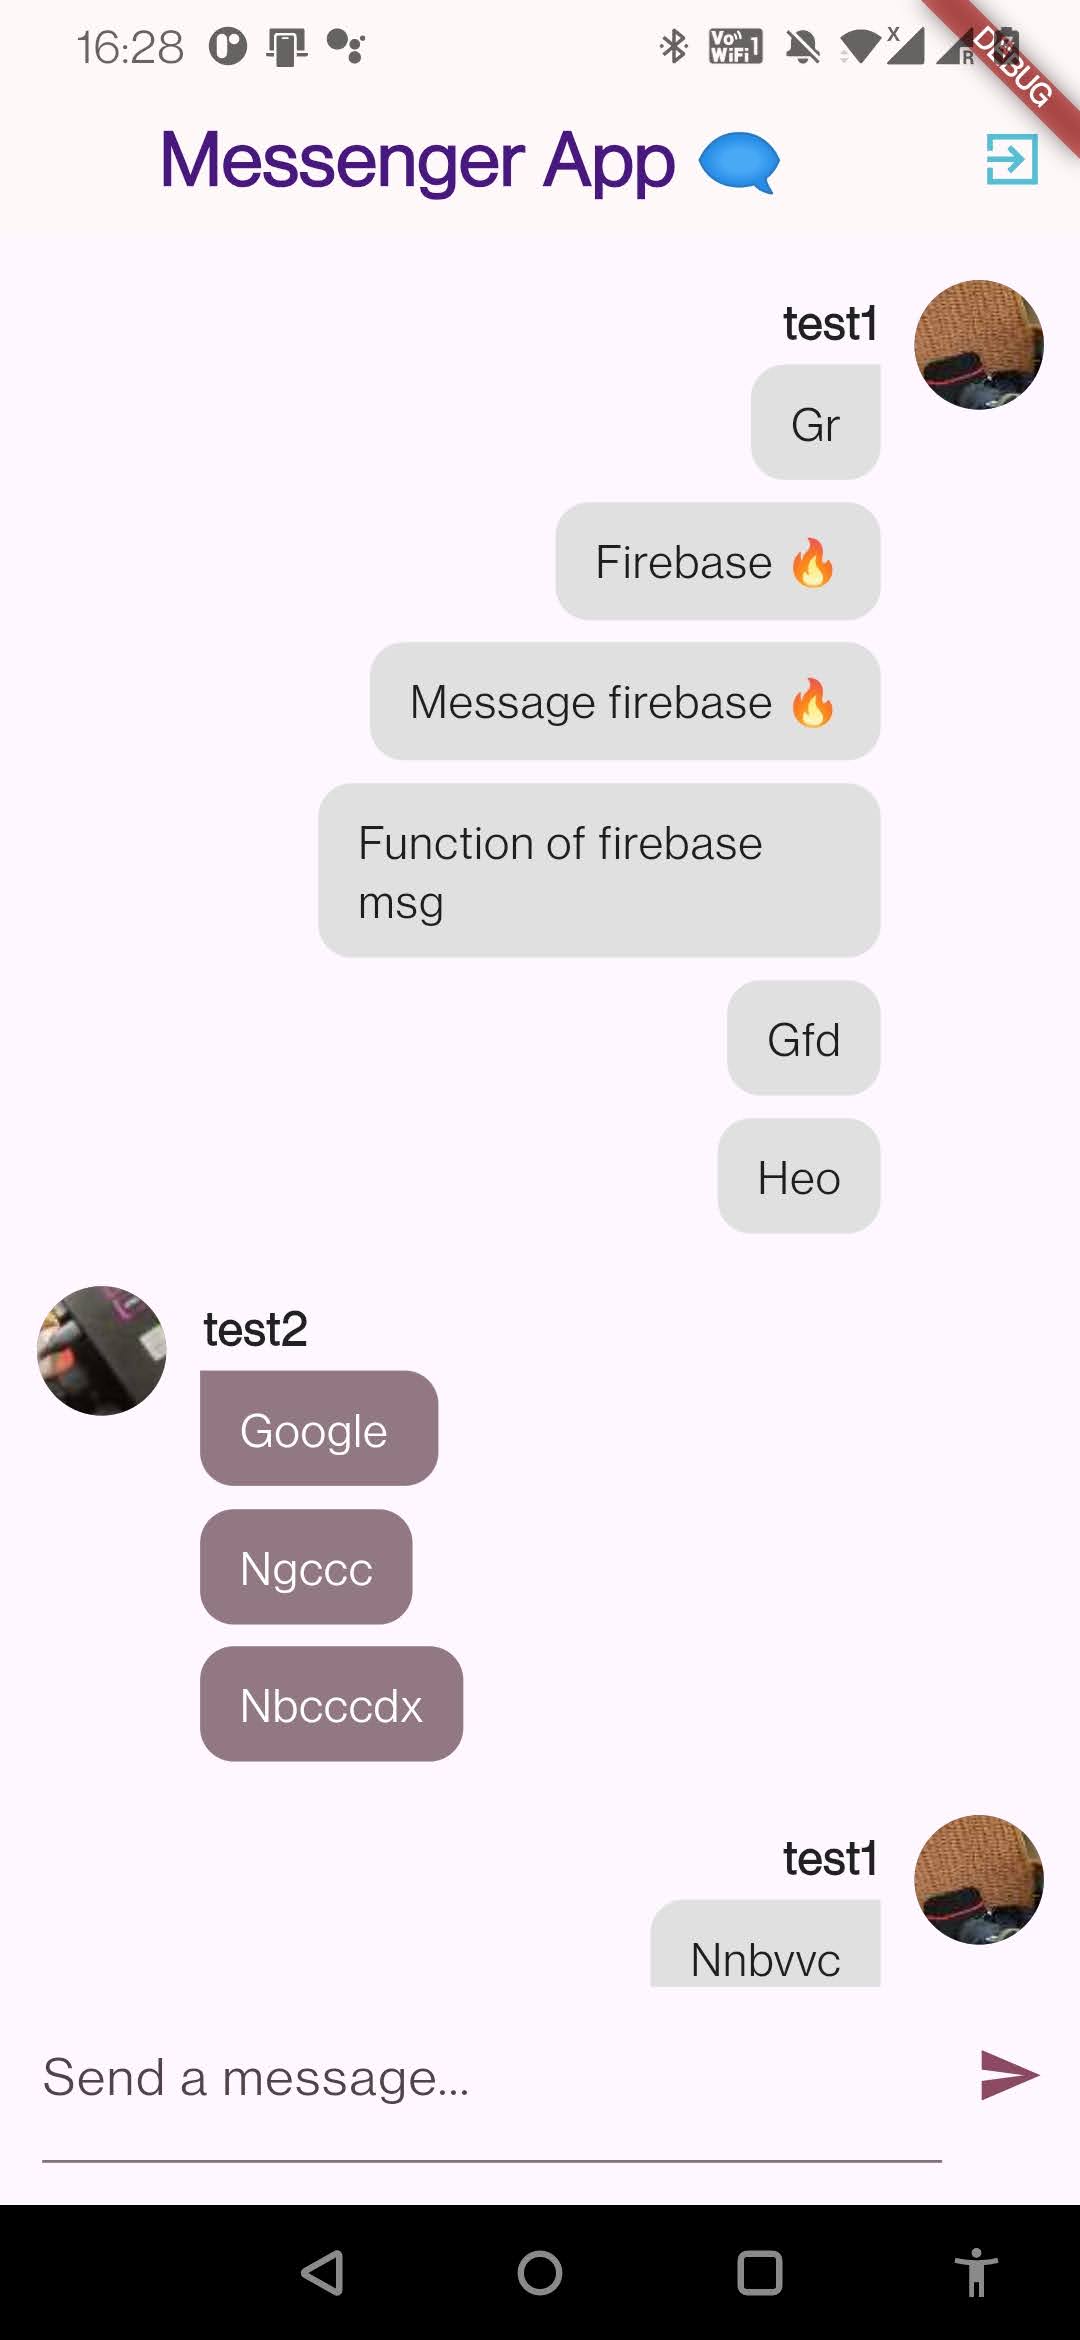 16:28
Vo)) WiFi 1
X
R
DEBUG
Messenger App 🗨
test1
Gr
Firebase 🔥
Message firebase 🔥
Function of firebase
msg
Gfd
Heo
test2
Google
Ngccc
Nbcccdx
test1
Nnbvvc
Send a message...